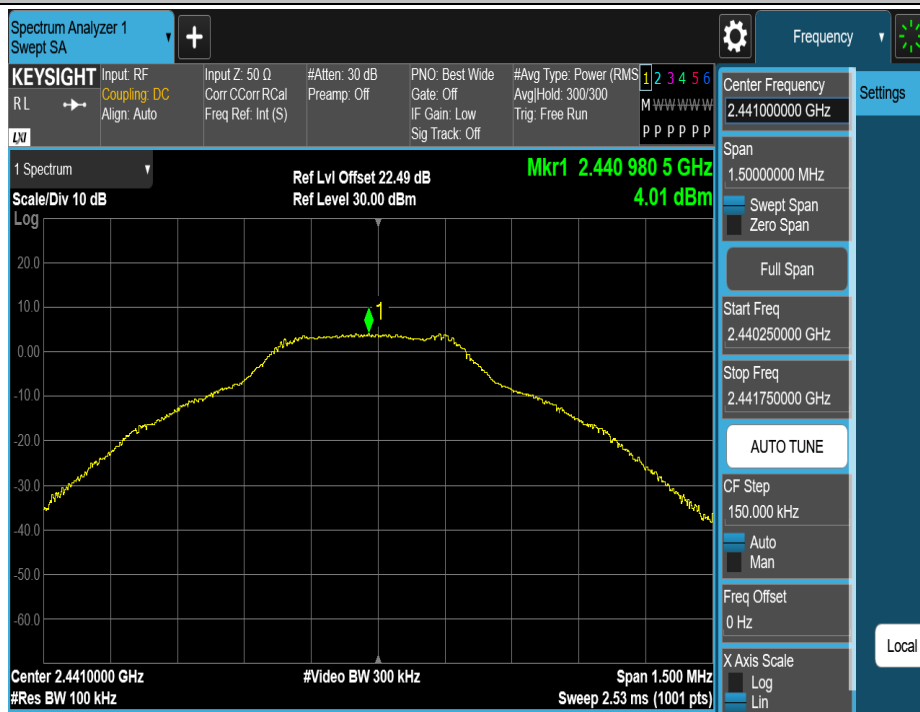 Spectrum Analyzer 1
Swept SA
+
Frequency
KEYSIGHT
RL
LXI
Input: RF
Coupling: DC
Align: Auto
Input Z: 50 Ω
Corr CCorr RCal
Freq Ref: Int (S)
#Atten: 30 dB
Preamp: Off
PNO: Best Wide
Gate: Off
IF Gain: Low
Sig Track: Off
#Avg Type: Power (RMS
Avg|Hold: 300/300
Trig: Free Run
1 2 3 4 5 6
M W W W W W
P P P P P P
1 Spectrum
Scale/Div 10 dB
Ref Lvl Offset 22.49 dB
Ref Level 30.00 dBm
Mkr1 2.440 980 5 GHz
4.01 dBm
Log
20.0
10.0
0.00
-10.0
-20.0
-30.0
-40.0
-50.0
-60.0
1
Center 2.4410000 GHz
#Video BW 300 kHz
Span 1.500 MHz
#Res BW 100 kHz
Sweep 2.53 ms (1001 pts)
Center Frequency
2.441000000 GHz
Settings
Span
1.50000000 MHz
Swept Span
Zero Span
Full Span
Start Freq
2.440250000 GHz
Stop Freq
2.441750000 GHz
AUTO TUNE
CF Step
150.000 kHz
Auto
Man
Freq Offset
0 Hz
Local
X Axis Scale
Log
Lin